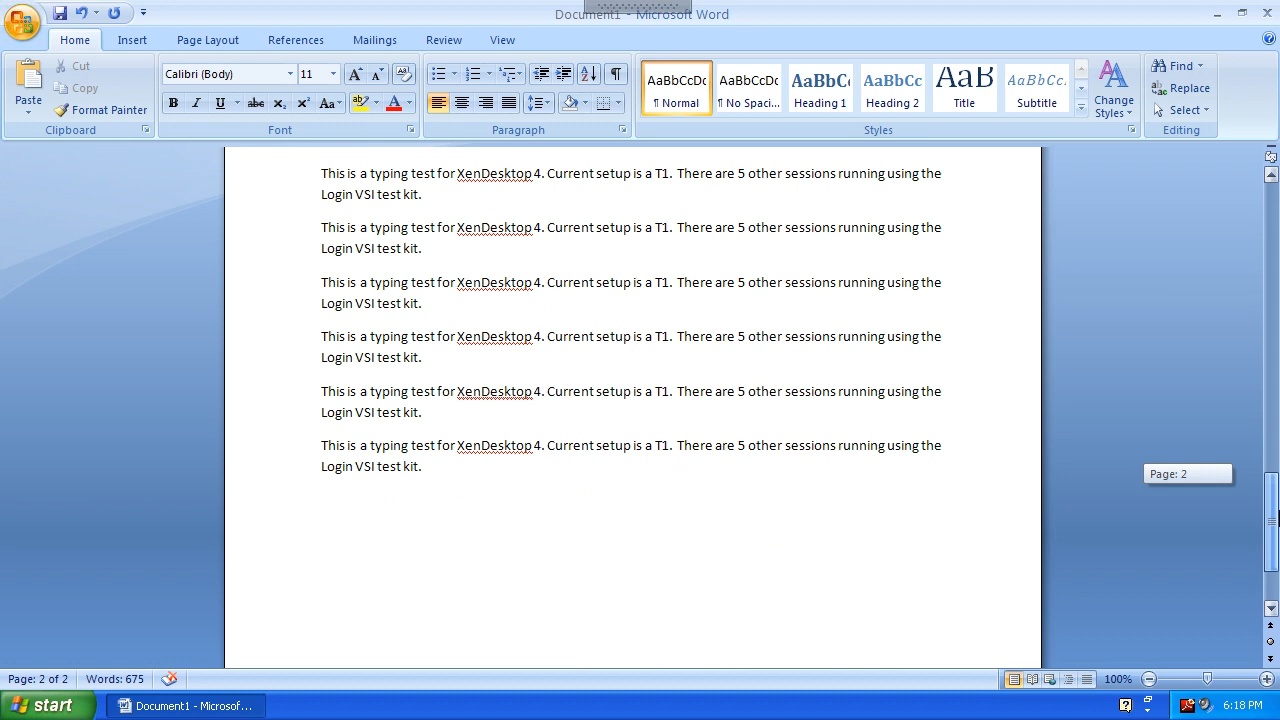 Document1 - Microsoft Word
Home Insert Page Layout References Mailings Review View
Paste
Cut
Copy
Format Painter
Clipboard
Calibri (Body) 11
B I U abc x₂ x² Aa ab A
Font
Paragraph
AaBbCcDc AaBbCcDc AaBbCc AaBbCc AaB AaBbCc.
¶ Normal ¶ No Spaci... Heading 1 Heading 2 Title Subtitle
Change
Styles
Styles
Find
Replace
Select
Editing
This is a typing test for XenDesktop 4. Current setup is a T1. There are 5 other sessions running using the
Login VSI test kit.
This is a typing test for XenDesktop 4. Current setup is a T1. There are 5 other sessions running using the
Login VSI test kit.
This is a typing test for XenDesktop 4. Current setup is a T1. There are 5 other sessions running using the
Login VSI test kit.
This is a typing test for XenDesktop 4. Current setup is a T1. There are 5 other sessions running using the
Login VSI test kit.
This is a typing test for XenDesktop 4. Current setup is a T1. There are 5 other sessions running using the
Login VSI test kit.
This is a typing test for XenDesktop 4. Current setup is a T1. There are 5 other sessions running using the
Login VSI test kit.
Page: 2
Page: 2 of 2 Words: 675 100%
start Document1 - Microsof... 6:18 PM